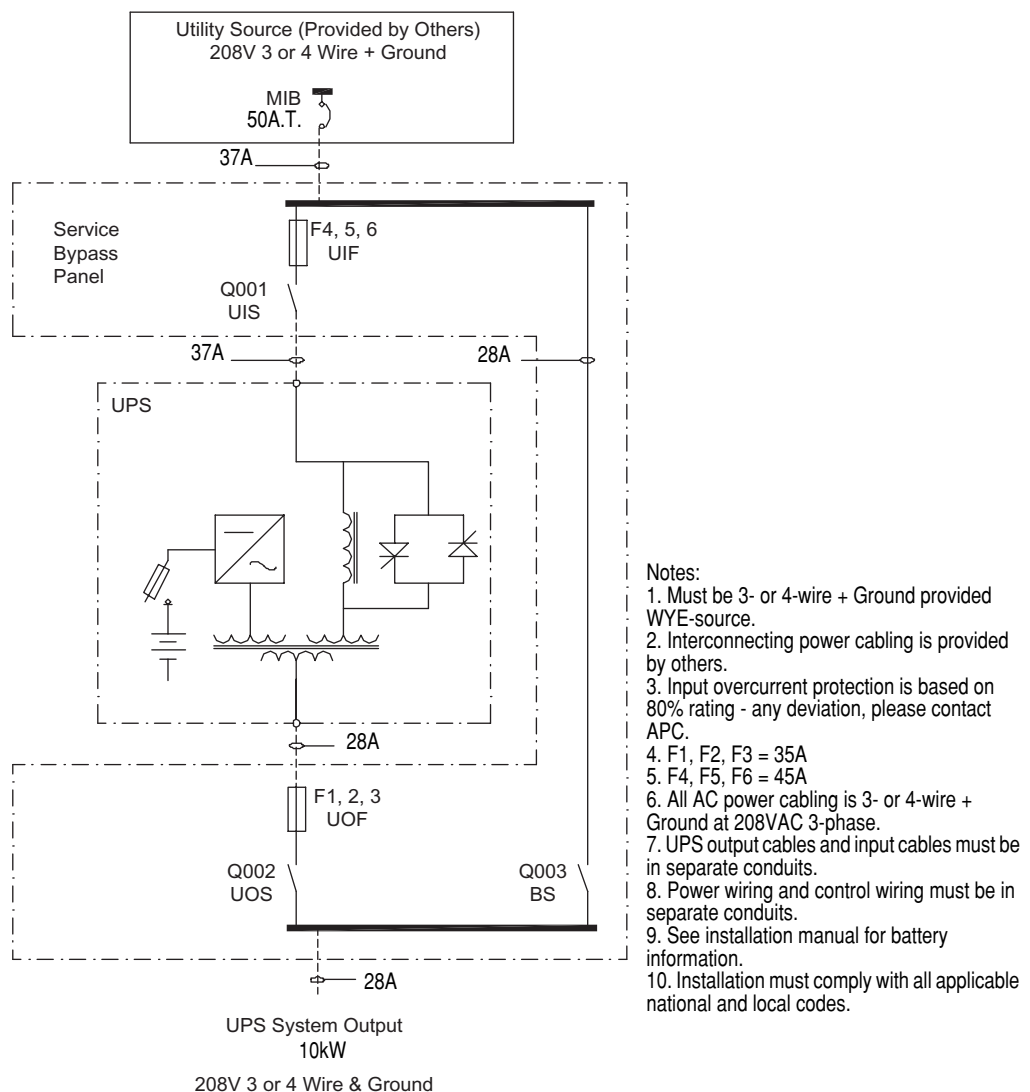 Utility Source (Provided by Others)
208V 3 or 4 Wire + Ground
MIB
50A.T.
37A
Service
Bypass
Panel
F4, 5, 6
UIF
Q001
UIS
37A
28A
UPS
28A
F1, 2, 3
UOF
Q002
UOS
Q003
BS
28A
UPS System Output
10kW
208V 3 or 4 Wire & Ground
Notes:
1. Must be 3- or 4-wire + Ground provided
WYE-source.
2. Interconnecting power cabling is provided
by others.
3. Input overcurrent protection is based on
80% rating - any deviation, please contact
APC.
4. F1, F2, F3 = 35A
5. F4, F5, F6 = 45A
6. All AC power cabling is 3- or 4-wire +
Ground at 208VAC 3-phase.
7. UPS output cables and input cables must be
in separate conduits.
8. Power wiring and control wiring must be in
separate conduits.
9. See installation manual for battery
information.
10. Installation must comply with all applicable
national and local codes.